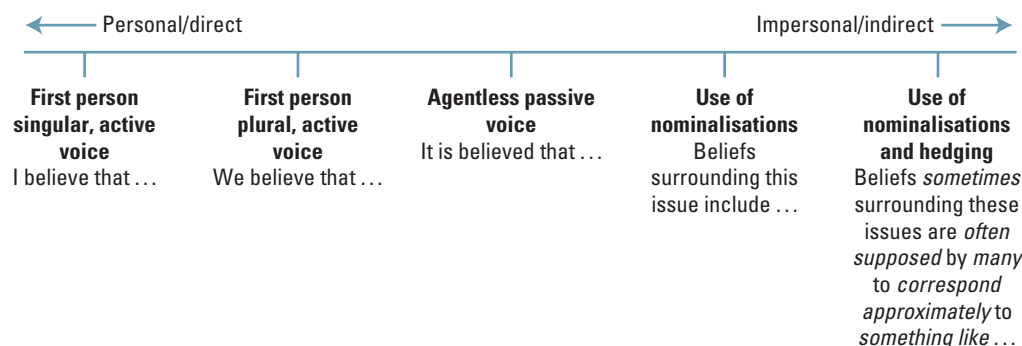 Personal/direct
Impersonal/indirect
First person
singular, active
voice
I believe that ...
First person
plural, active
voice
We believe that ...
Agentless passive
voice
It is believed that ...
Use of
nominalisations
Beliefs
surrounding this
issue include ...
Use of
nominalisations
and hedging
Beliefs sometimes
surrounding these
issues are often
supposed by many
to correspond
approximately to
something like ...